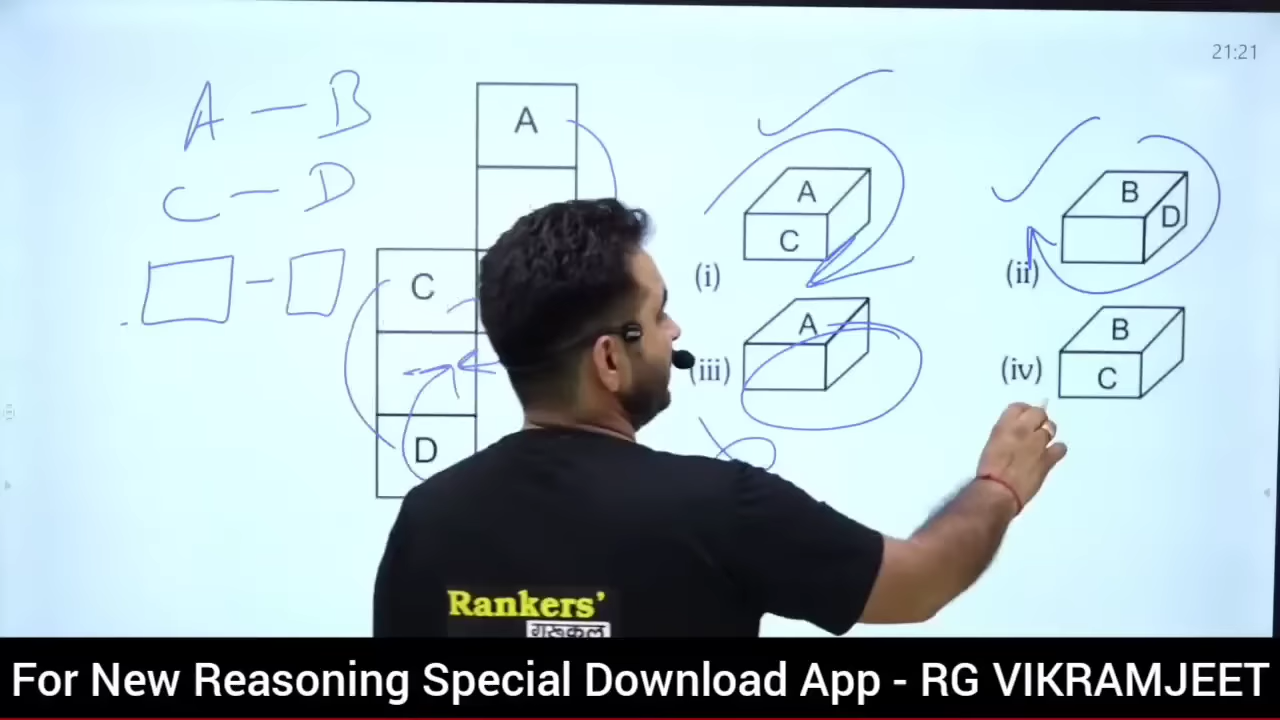 21:21
A – B
C – D
A
C
D
A
C
(i)
B
D
(ii)
A
(iii)
B
C
(iv)
Rankers’
गुरुकुल
For New Reasoning Special Download App - RG VIKRAMJEET